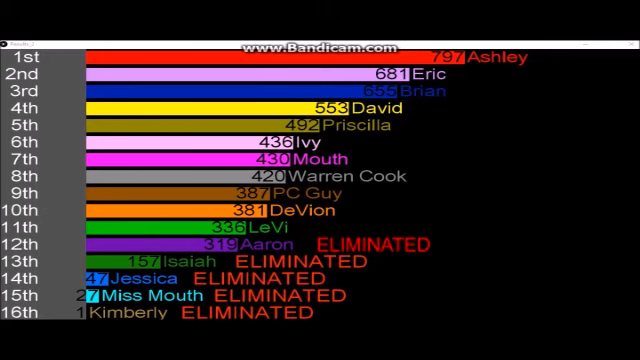 Results_2
www.Bandicam.com
1st 797 Ashley
2nd 681 Eric
3rd 655 Brian
4th 553 David
5th 492 Priscilla
6th 436 Ivy
7th 430 Mouth
8th 420 Warren Cook
9th 387 PC Guy
10th 381 DeVion
11th 336 LeVi
12th 319 Aaron ELIMINATED
13th 157 Isaiah ELIMINATED
14th 47 Jessica ELIMINATED
15th 27 Miss Mouth ELIMINATED
16th 1 Kimberly ELIMINATED